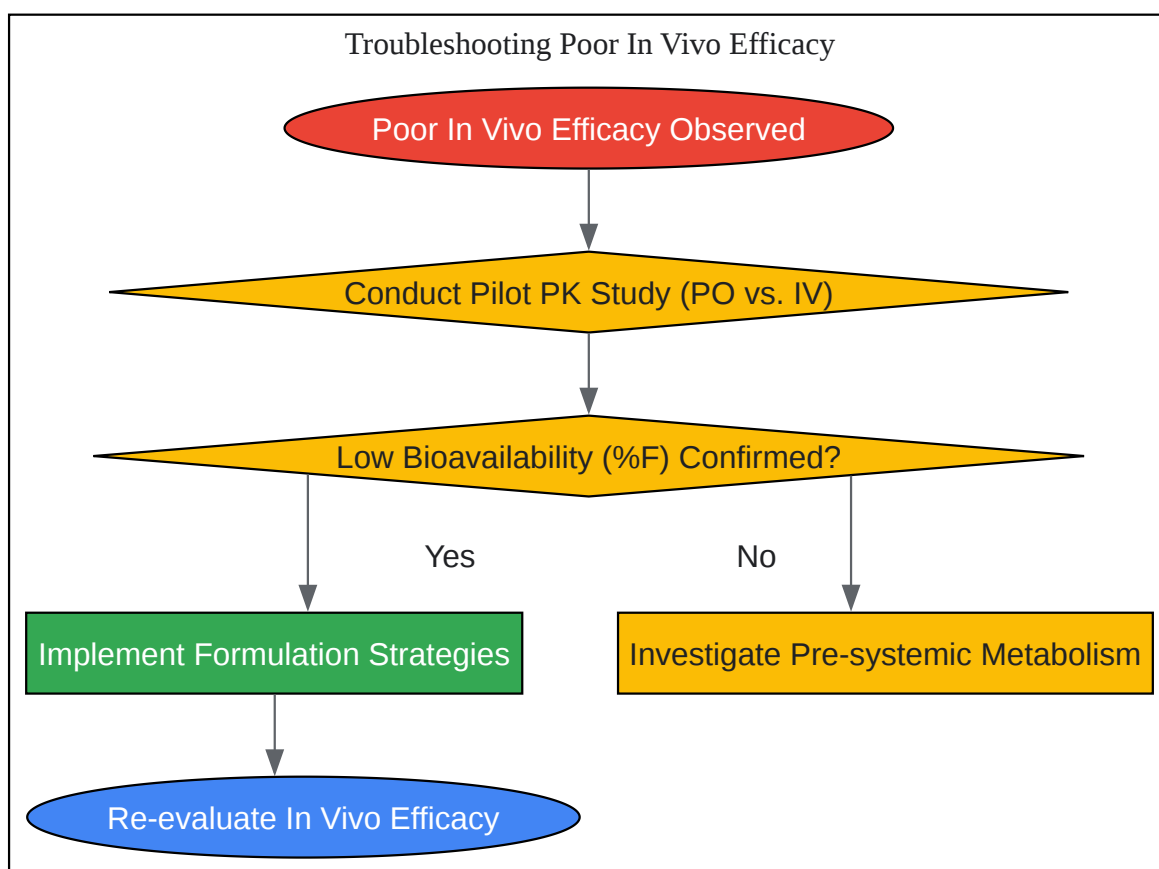 Troubleshooting Poor In Vivo Efficacy
Poor In Vivo Efficacy Observed
Conduct Pilot PK Study (PO vs. IV)
Low Bioavailability (%F) Confirmed?
Yes
No
Implement Formulation Strategies
Investigate Pre-systemic Metabolism
Re-evaluate In Vivo Efficacy